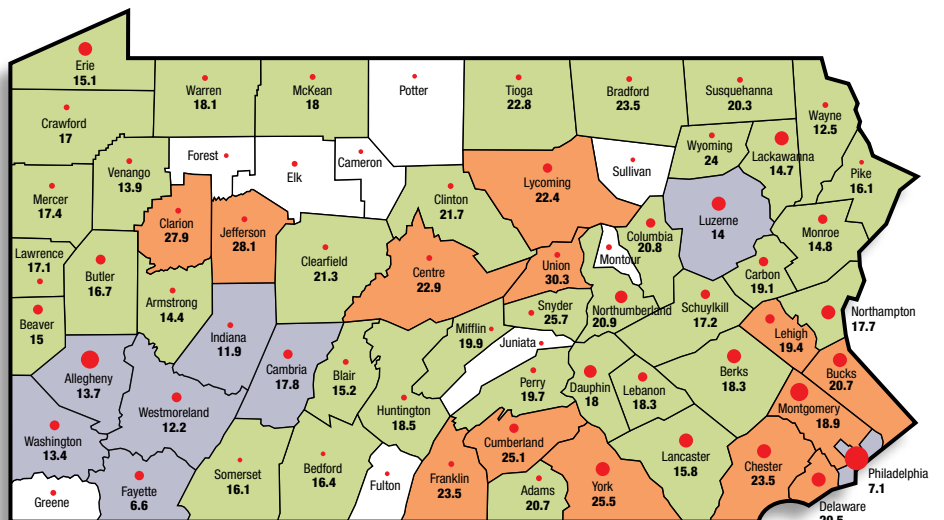 Erie
15.1
Warren
18.1
McKean
18
Potter
Tioga
22.8
Bradford
23.5
Susquehanna
20.3
Wayne
12.5
Crawford
17
Forest
Elk
Cameron
Sullivan
Wyoming
24
Lackawanna
14.7
Pike
16.1
Mercer
17.4
Venango
13.9
Clarion
27.9
Jefferson
28.1
Clinton
21.7
Lycoming
22.4
Luzerne
14
Monroe
14.8
Lawrence
17.1
Butler
16.7
Clearfield
21.3
Centre
22.9
Union
30.3
Montour
Columbia
20.8
Carbon
19.1
Armstrong
14.4
Beaver
15
Indiana
11.9
Mifflin
19.9
Snyder
25.7
Northumberland
20.9
Schuylkill
17.2
Northampton
17.7
Juniata
Lehigh
19.4
Allegheny
13.7
Cambria
17.8
Blair
15.2
Perry
19.7
Dauphin
18
Lebanon
18.3
Berks
18.3
Bucks
20.7
Westmoreland
12.2
Huntington
18.5
Montgomery
18.9
Washington
13.4
Cumberland
25.1
Lancaster
15.8
Chester
23.5
Philadelphia
7.1
Greene
Fayette
6.6
Somerset
16.1
Bedford
16.4
Fulton
Franklin
23.5
Adams
20.7
York
25.5
Delaware